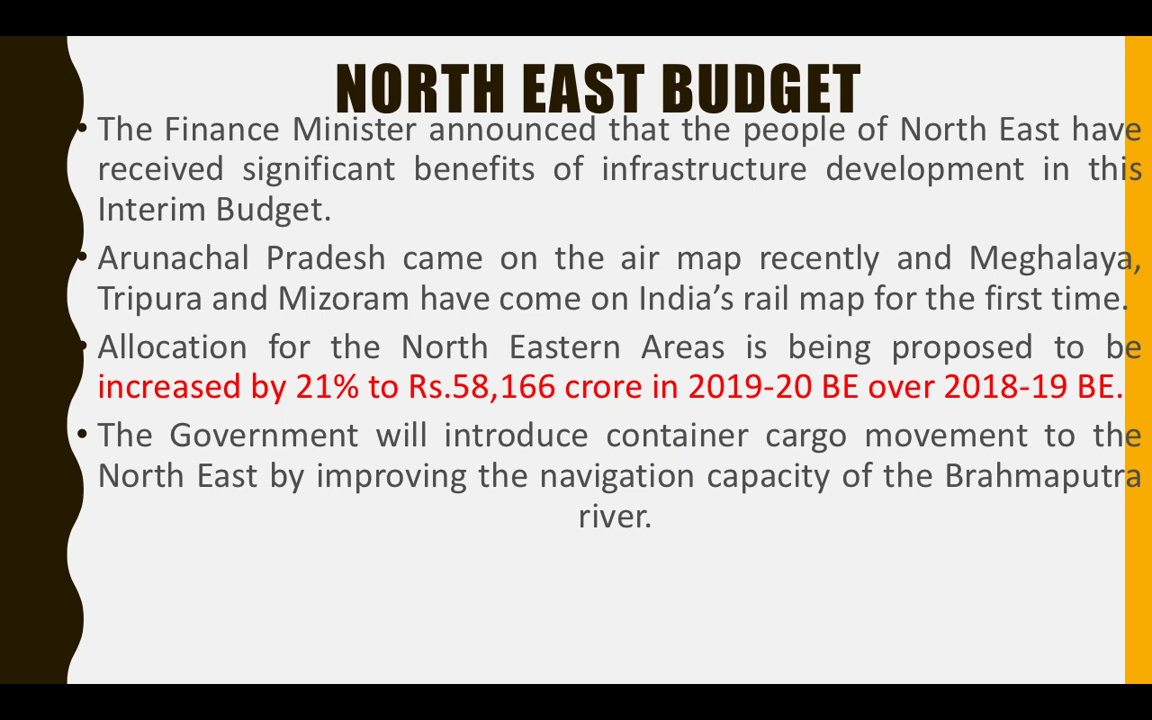 NORTH EAST BUDGET
• The Finance Minister announced that the people of North East have
received significant benefits of infrastructure development in this
Interim Budget.
• Arunachal Pradesh came on the air map recently and Meghalaya,
Tripura and Mizoram have come on India’s rail map for the first time.
• Allocation for the North Eastern Areas is being proposed to be
increased by 21% to Rs.58,166 crore in 2019-20 BE over 2018-19 BE.
• The Government will introduce container cargo movement to the
North East by improving the navigation capacity of the Brahmaputra
river.